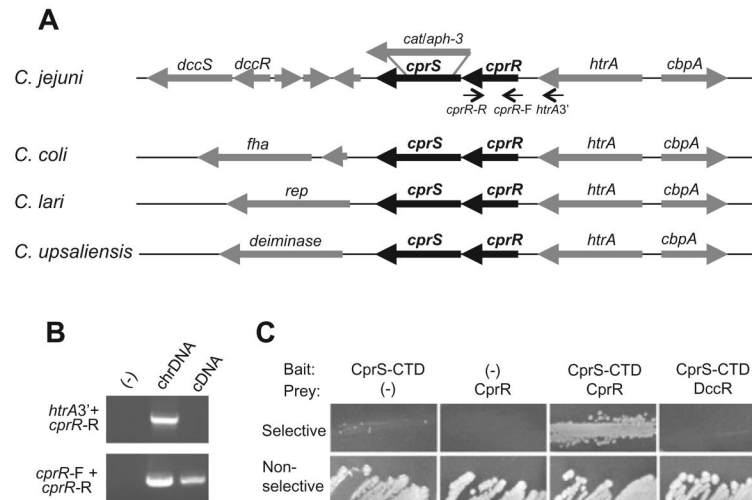 A
cat/aph-3
C. jejuni
dccS
dccR
cprS
cprR
htrA
cbpA
cprR-R
cprR-F
htrA3'
C. coli
fha
cprS
cprR
htrA
cbpA
C. lari
rep
cprS
cprR
htrA
cbpA
C. upsaliensis
deiminase
cprS
cprR
htrA
cbpA
B
(-)
chrDNA
cDNA
htrA3'+
cprR-R
cprR-F +
cprR-R
C
Bait: CprS-CTD (-) CprS-CTD CprS-CTD
Prey: (-) CprR CprR DccR
Selective
Non-
selective